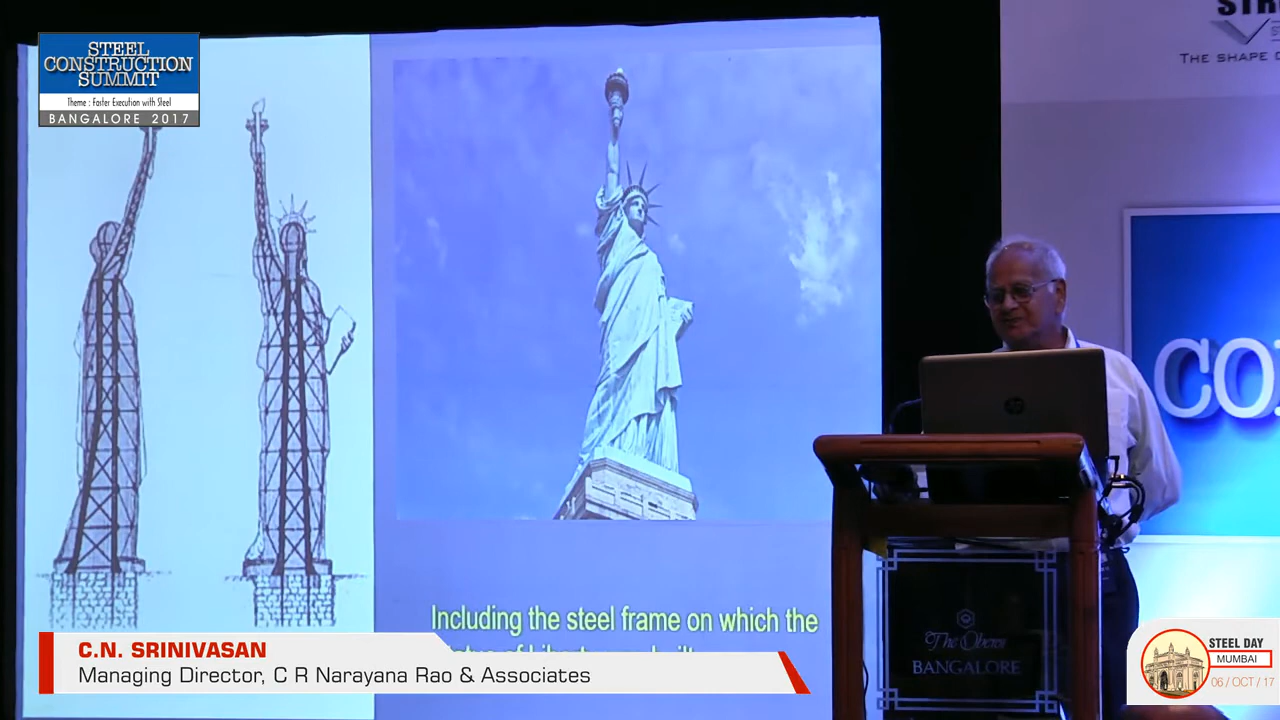 STEEL
CONSTRUCTION
SUMMIT
Theme : Faster Execution with Steel
BANGALORE 2017
THE SHAPE
Including the steel frame on which the
C.N. SRINIVASAN
Managing Director, C R Narayana Rao & Associates
The Oberoi
BANGALORE
hp
STEEL DAY
MUMBAI
06 / OCT / 17